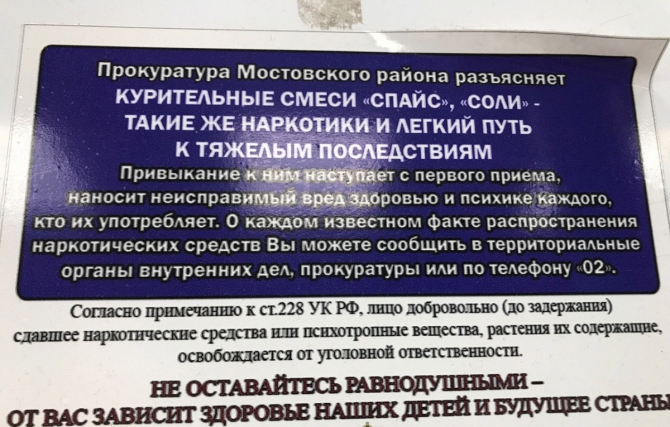 Прокуратура Мостовского района разъясняет
КУРИТЕЛЬНЫЕ СМЕСИ «СПАЙС», «СОЛИ» -
ТАКИЕ ЖЕ НАРКОТИКИ И ЛЕГКИЙ ПУТЬ
К ТЯЖЕЛЫМ ПОСЛЕДСТВИЯМ
Привыкание к ним наступает с первого приема,
наносит неисправимый вред здоровью и психике каждого,
кто их употребляет. О каждом известном факте распространения
наркотических средств Вы можете сообщить в территориальные
органы внутренних дел, прокуратуры или по телефону «02».
Согласно примечанию к ст.228 УК РФ, лицо добровольно (до задержания)
сдавшее наркотические средства или психотропные вещества, растения их содержащие,
освобождается от уголовной ответственности.
НЕ ОСТАВАЙТЕСЬ РАВНОДУШНЫМИ –
ОТ ВАС ЗАВИСИТ ЗДОРОВЬЕ НАШИХ ДЕТЕЙ И БУДУЩЕЕ СТРАНЫ